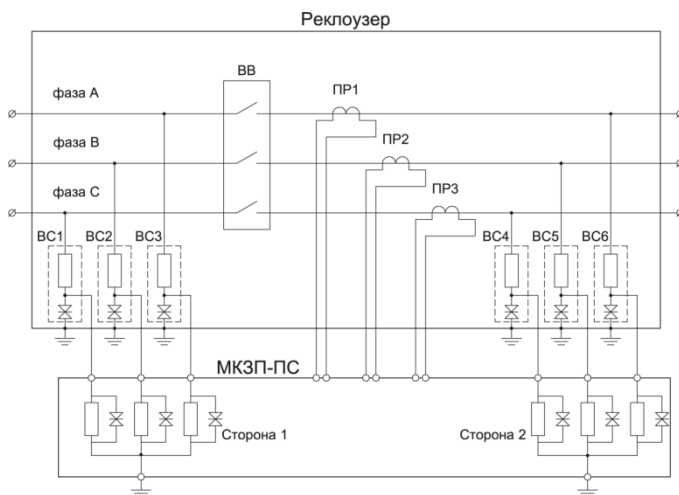 Реклоузер
ВВ
фаза А
ПР1
фаза В
ПР2
фаза С
ПР3
ВС1 ВС2 ВС3 ВС4 ВС5 ВС6
МКЗП-ПС
Сторона 1 Сторона 2